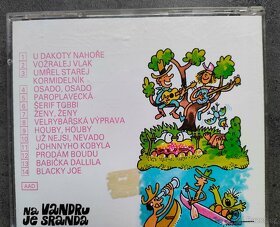 1 U DAKOTY NAHOŘE
2 VOŽRALEJ VLAK
3 UMŘEL STAREJ
KORMIDELNÍK
4 OSADO, OSADO
5 PAROPLAVECKÁ
6 ŠERIF TOBBI
7 ŽENY, ŽENY
8 VELRYBÁŘSKÁ VÝPRAVA
9 HOUBY, HOUBY
10 UŽ NEJSI, NEVADO
11 JOHNNYHO KOBYLA
12 PRODÁM BOUDU
13 BABIČKA DALLILA
14 BLACKY JOE
AAD
NA VANDRU
JE SRANDA